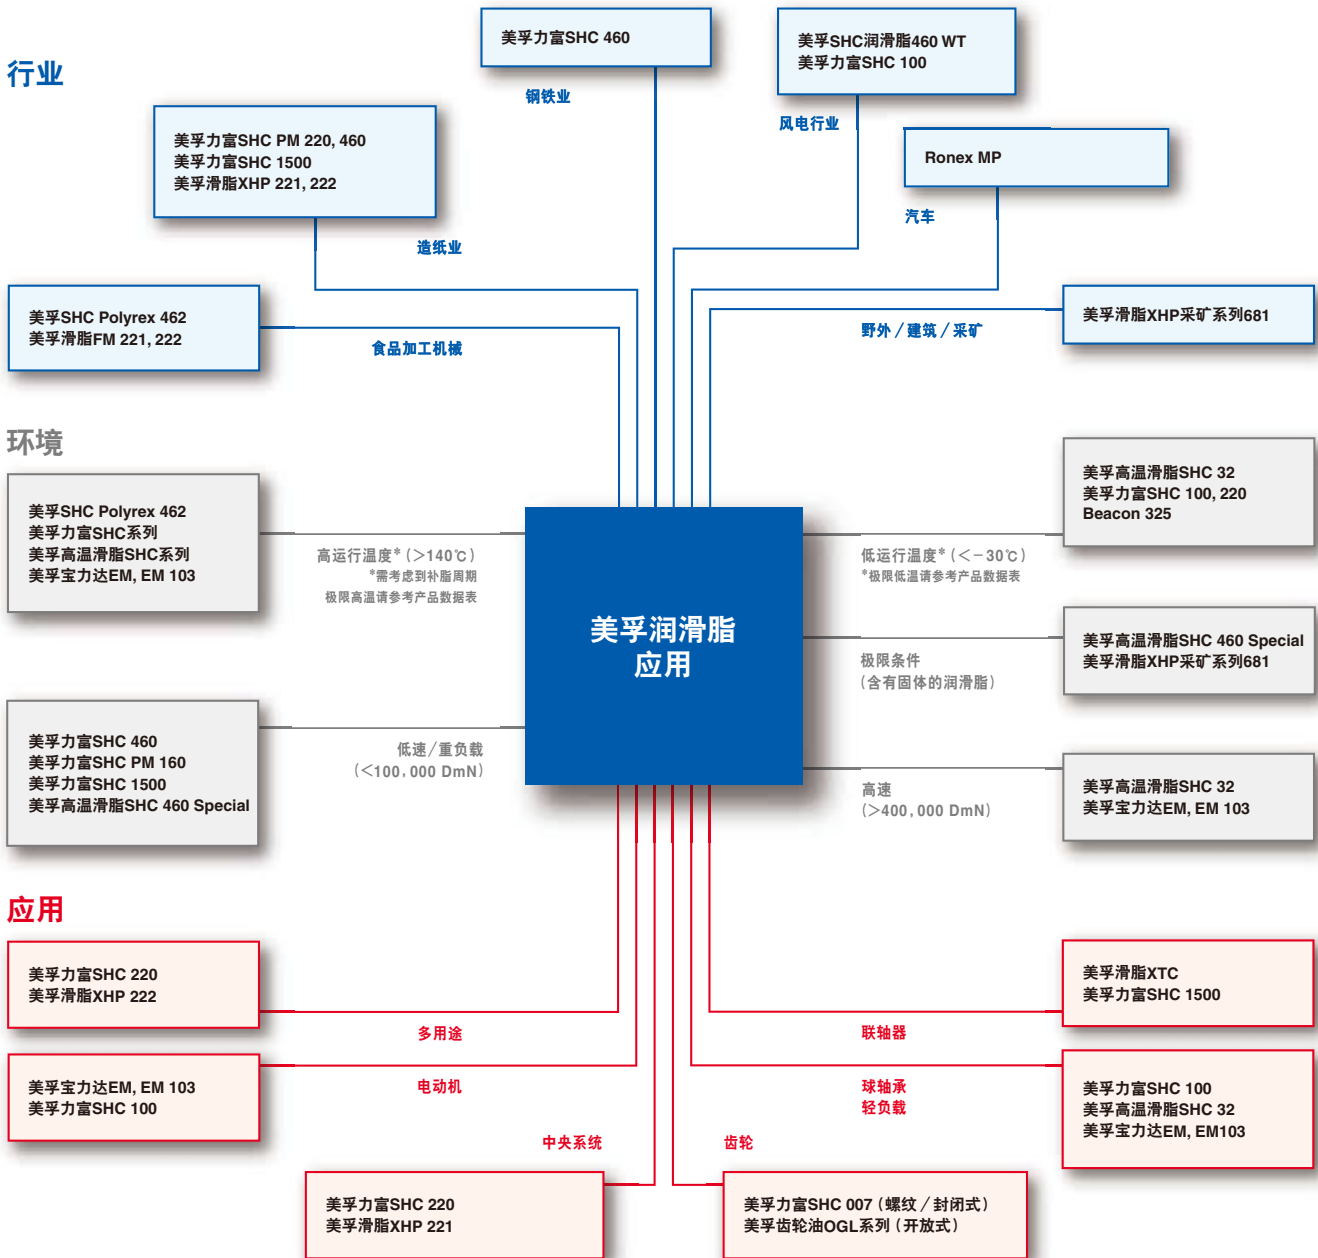 行业
美孚力富SHC 460
钢铁业
美孚SHC润滑脂460 WT
美孚力富SHC 100
风电行业
美孚力富SHC PM 220, 460
美孚力富SHC 1500
美孚滑脂XHP 221, 222
造纸业
Ronex MP
汽车
美孚SHC Polyrex 462
美孚滑脂FM 221, 222
食品加工机械
野外／建筑／采矿
美孚滑脂XHP采矿系列681
环境
美孚SHC Polyrex 462
美孚力富SHC系列
美孚高温滑脂SHC系列
美孚宝力达EM, EM 103
高运行温度*（>140℃）
*需考虑到补脂周期
极限高温请参考产品数据表
低运行温度*（<－30℃）
*极限低温请参考产品数据表
美孚高温滑脂SHC 32
美孚力富SHC 100, 220
Beacon 325
美孚润滑脂
应用
极限条件
(含有固体的润滑脂)
美孚高温滑脂SHC 460 Special
美孚滑脂XHP采矿系列681
美孚力富SHC 460
美孚力富SHC PM 160
美孚力富SHC 1500
美孚高温滑脂SHC 460 Special
低速/重负载
(<100,000 DmN)
高速
(>400,000 DmN)
美孚高温滑脂SHC 32
美孚宝力达EM, EM 103
应用
美孚力富SHC 220
美孚滑脂XHP 222
多用途
联轴器
美孚滑脂XTC
美孚力富SHC 1500
美孚宝力达EM, EM 103
美孚力富SHC 100
电动机
球轴承
轻负载
美孚力富SHC 100
美孚高温滑脂SHC 32
美孚宝力达EM, EM103
中央系统
齿轮
美孚力富SHC 220
美孚滑脂XHP 221
美孚力富SHC 007（螺纹／封闭式）
美孚齿轮油OGL系列（开放式）